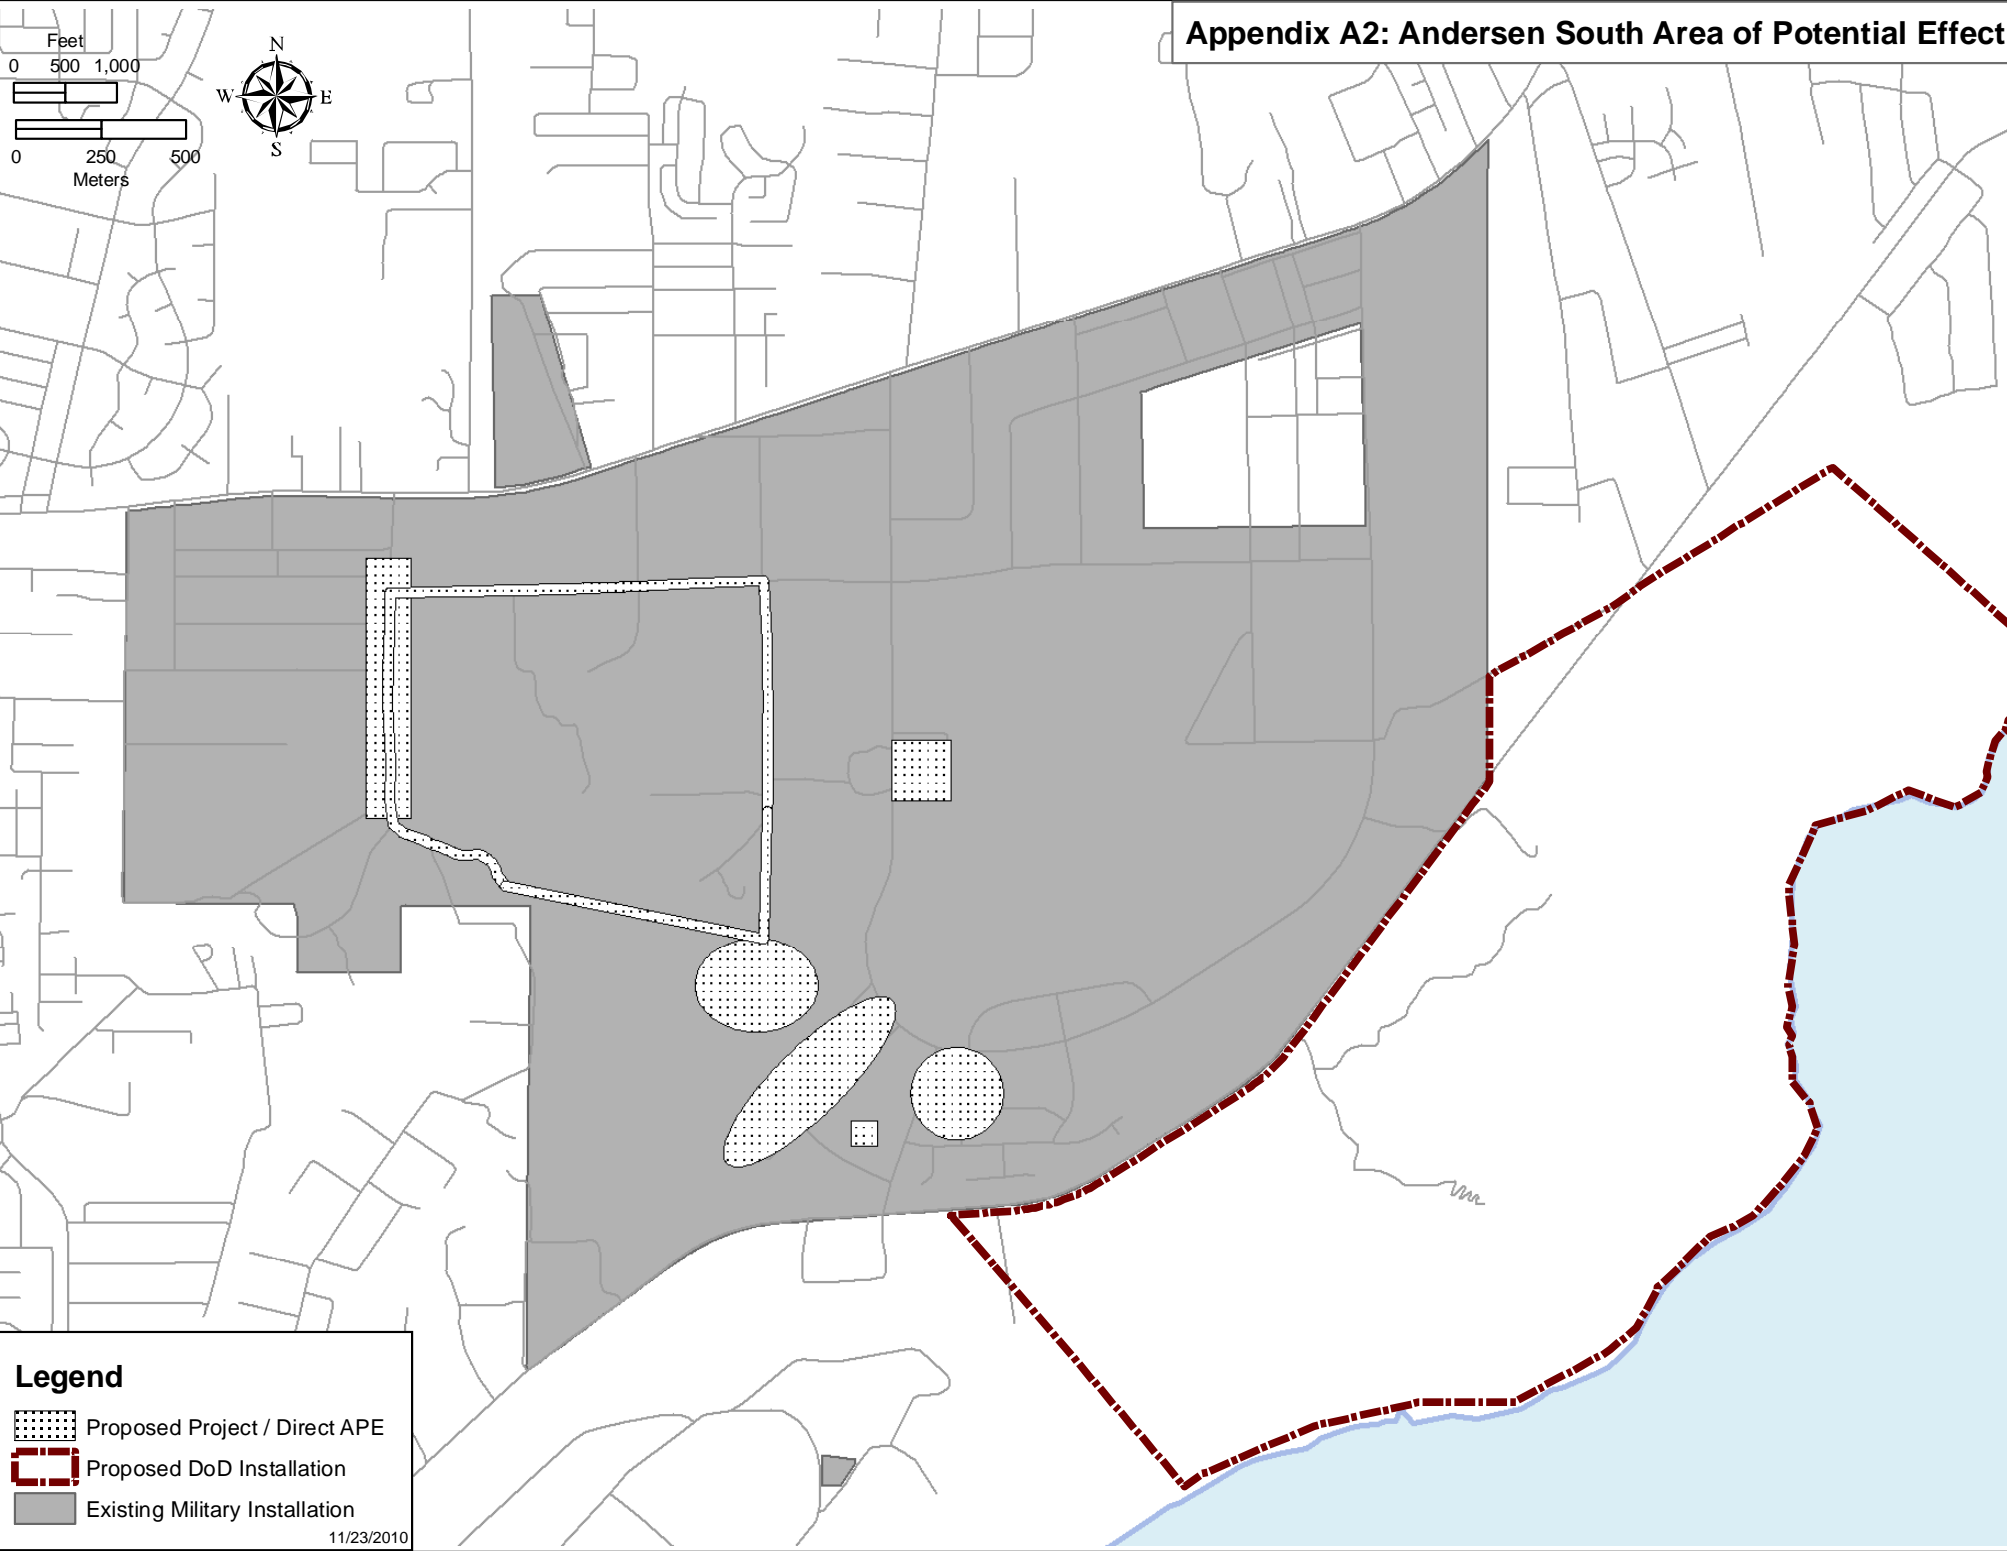 Appendix A2: Andersen South Area of Potential Effect
Feet
0 500 1,000
0 250 500
Meters
N
W E
S
Legend
Proposed Project / Direct APE
Proposed DoD Installation
Existing Military Installation
11/23/2010